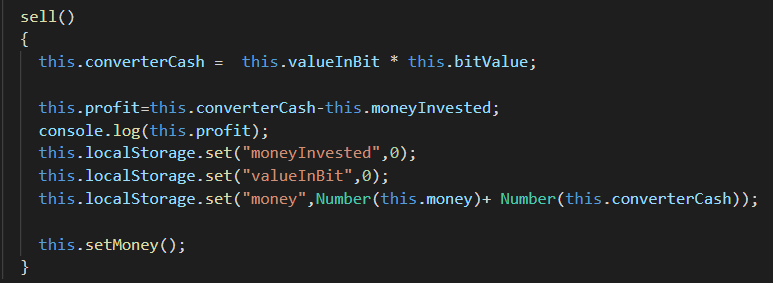 sell()
{
this.converterCash =  this.valueInBit * this.bitValue;
this.profit=this.converterCash-this.moneyInvested;
console.log(this.profit);
this.localStorage.set("moneyInvested",0);
this.localStorage.set("valueInBit",0);
this.localStorage.set("money",Number(this.money)+ Number(this.converterCash));
this.setMoney();
}